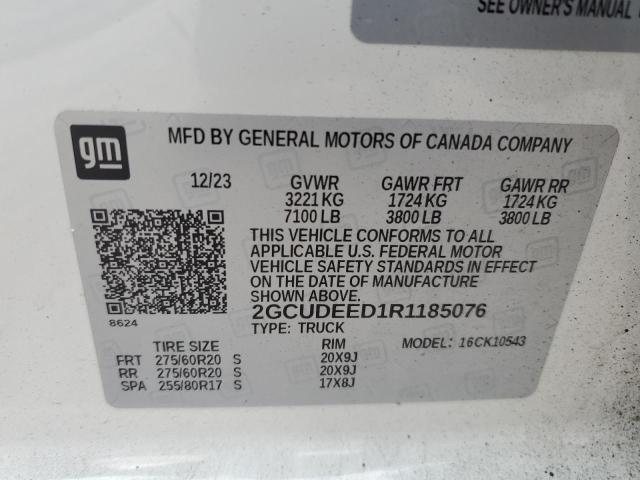 SEE OWNER'S MANUAL
gm
MFD BY GENERAL MOTORS OF CANADA COMPANY
12/23 GVWR GAWR FRT GAWR RR
3221 KG 1724 KG 1724 KG
7100 LB 3800 LB 3800 LB
THIS VEHICLE CONFORMS TO ALL
APPLICABLE U.S. FEDERAL MOTOR
VEHICLE SAFETY STANDARDS IN EFFECT
ON THE DATE OF MANUFACTURE
SHOWN ABOVE.
2GCUDEED1R1185076
8624
TYPE: TRUCK
TIRE SIZE RIM MODEL: 16CK10543
FRT 275/60R20 S 20X9J
RR 275/60R20 S 20X9J
SPA 255/80R17 S 17X8J